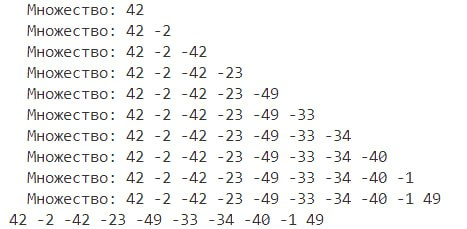 Множество: 42
Множество: 42 -2
Множество: 42 -2 -42
Множество: 42 -2 -42 -23
Множество: 42 -2 -42 -23 -49
Множество: 42 -2 -42 -23 -49 -33
Множество: 42 -2 -42 -23 -49 -33 -34
Множество: 42 -2 -42 -23 -49 -33 -34 -40
Множество: 42 -2 -42 -23 -49 -33 -34 -40 -1
Множество: 42 -2 -42 -23 -49 -33 -34 -40 -1 49
42 -2 -42 -23 -49 -33 -34 -40 -1 49